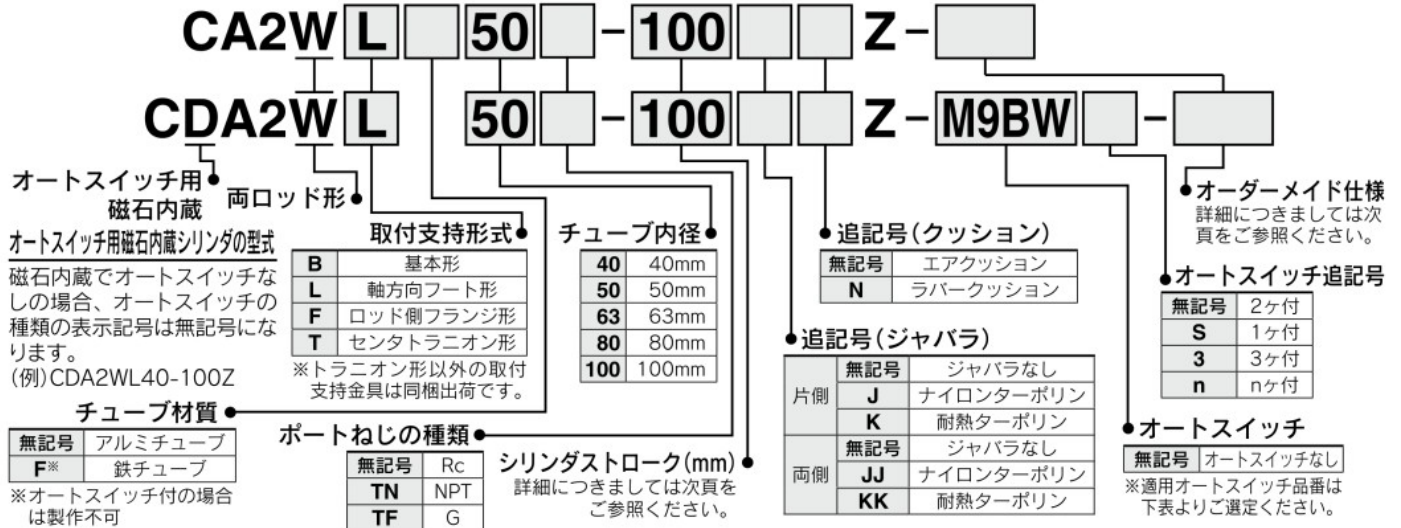 CA2W L 50 - 100 Z -
CDA2W L 50 - 100 Z - M9BW -
オートスイッチ用
磁石内蔵
両ロッド形
オートスイッチ用磁石内蔵シリンダの型式
磁石内蔵でオートスイッチな
しの場合、オートスイッチの
種類の表示記号は無記号にな
ります。
(例)CDA2WL40-100Z
チューブ材質
無記号 アルミチューブ
F※ 鉄チューブ
※オートスイッチ付の場合
は製作不可
取付支持形式
B 基本形
L 軸方向フート形
F ロッド側フランジ形
T センタトラニオン形
※トラニオン形以外の取付
支持金具は同梱出荷です。
ポートねじの種類
無記号 Rc
TN NPT
TF G
チューブ内径
40 40mm
50 50mm
63 63mm
80 80mm
100 100mm
シリンダストローク(mm)
詳細につきましては次頁を
ご参照ください。
追記号(クッション)
無記号 エアクッション
N ラバークッション
追記号(ジャバラ)
片側 無記号 ジャバラなし
J ナイロンターポリン
K 耐熱ターポリン
両側 無記号 ジャバラなし
JJ ナイロンターポリン
KK 耐熱ターポリン
オーダーメイド仕様
詳細につきましては次
頁をご参照ください。
オートスイッチ追記号
無記号 2ヶ付
S 1ヶ付
3 3ヶ付
n nヶ付
オートスイッチ
無記号 オートスイッチなし
※適用オートスイッチ品番は
下表よりご選定ください。